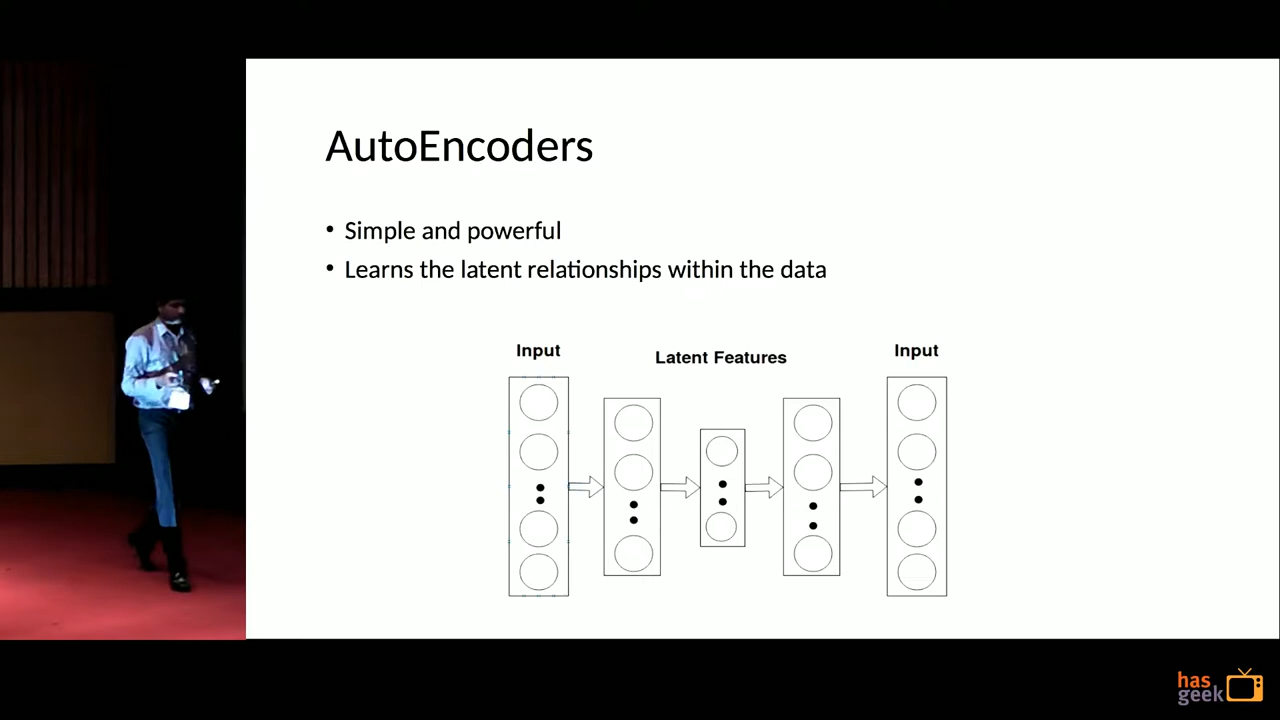 AutoEncoders
• Simple and powerful
• Learns the latent relationships within the data
Input
Latent Features
Input
has
geek